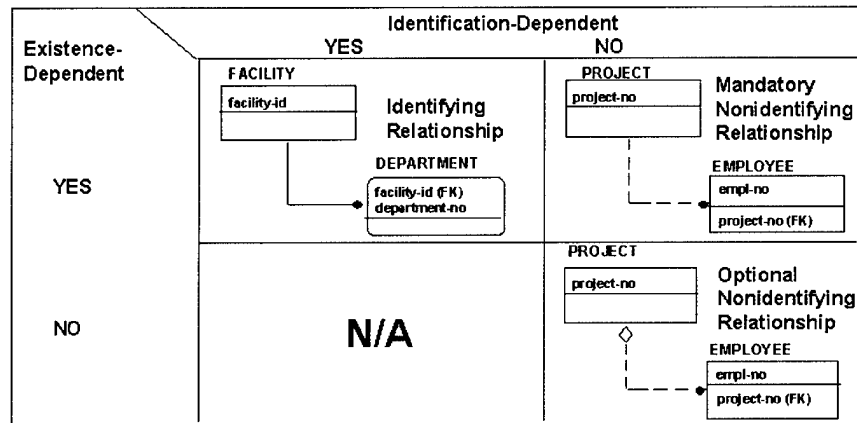 Identification-Dependent
YES
NO
Existence-
Dependent
FACILITY
facility-id
Identifying
Relationship
DEPARTMENT
facility-id (FK)
department-no
PROJECT
project-no
Mandatory
Nonidentifying
Relationship
EMPLOYEE
empl-no
project-no (FK)
YES
NO
N/A
PROJECT
project-no
Optional
Nonidentifying
Relationship
EMPLOYEE
empl-no
project-no (FK)